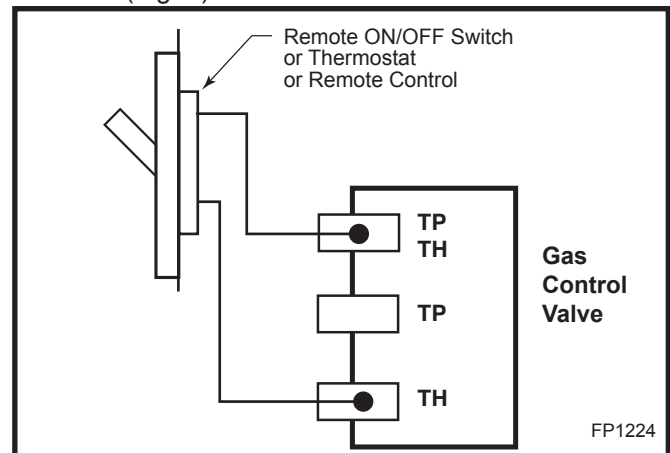 Remote ON/OFF Switch
or Thermostat
or Remote Control
TP
TH
Gas
Control
Valve
TP
TH
FP1224